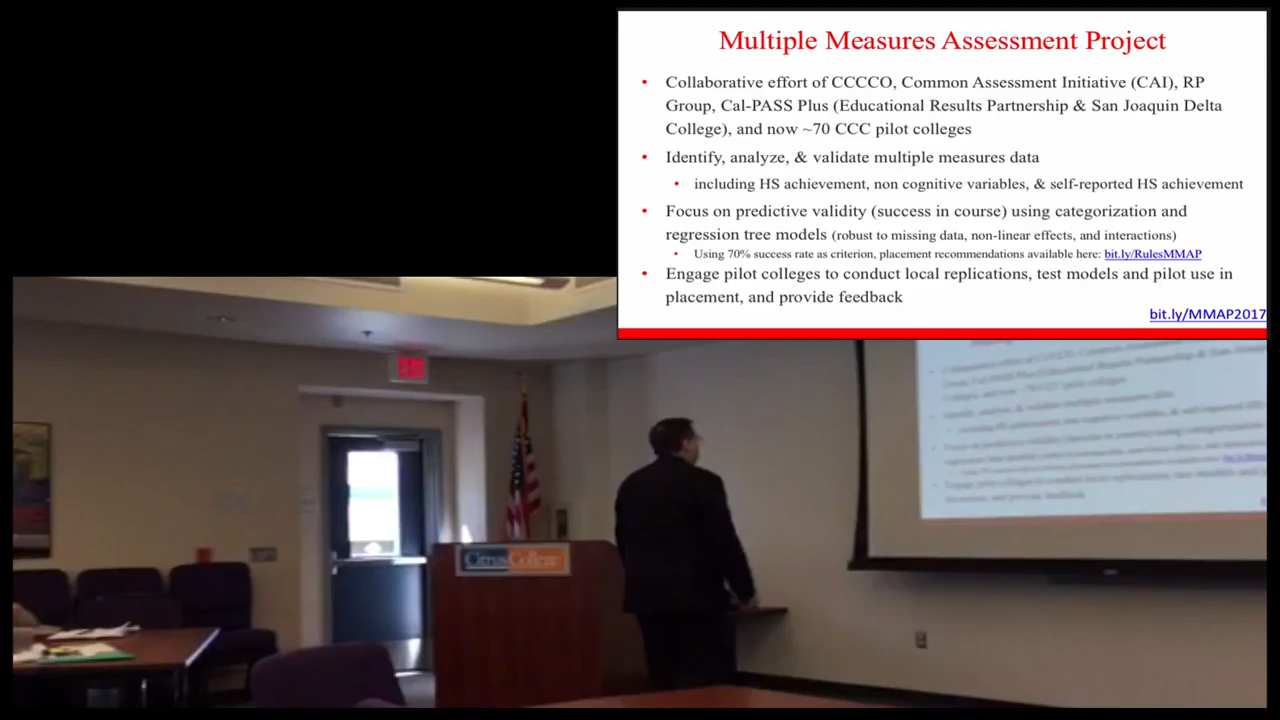 Multiple Measures Assessment Project
• Collaborative effort of CCCCO, Common Assessment Initiative (CAI), RP
Group, Cal-PASS Plus (Educational Results Partnership & San Joaquin Delta
College), and now ~70 CCC pilot colleges
• Identify, analyze, & validate multiple measures data
• including HS achievement, non cognitive variables, & self-reported HS achievement
• Focus on predictive validity (success in course) using categorization and
regression tree models (robust to missing data, non-linear effects, and interactions)
• Using 70% success rate as criterion, placement recommendations available here: bit.ly/RulesMMAP
• Engage pilot colleges to conduct local replications, test models and pilot use in
placement, and provide feedback
bit.ly/MMAP2017
EXIT
Citrus College